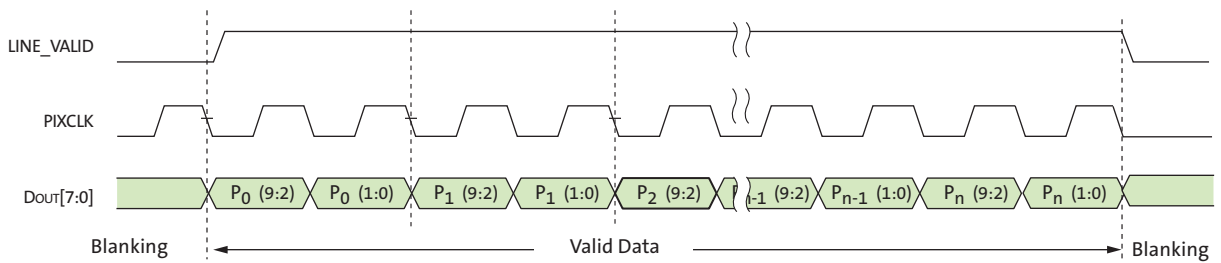 LINE_VALID
PIXCLK
DOUT[7:0]
P0 (9:2) P0 (1:0) P1 (9:2) P1 (1:0) P2 (9:2) Pn-1 (9:2) Pn-1 (1:0) Pn (9:2) Pn (1:0)
Blanking Valid Data Blanking